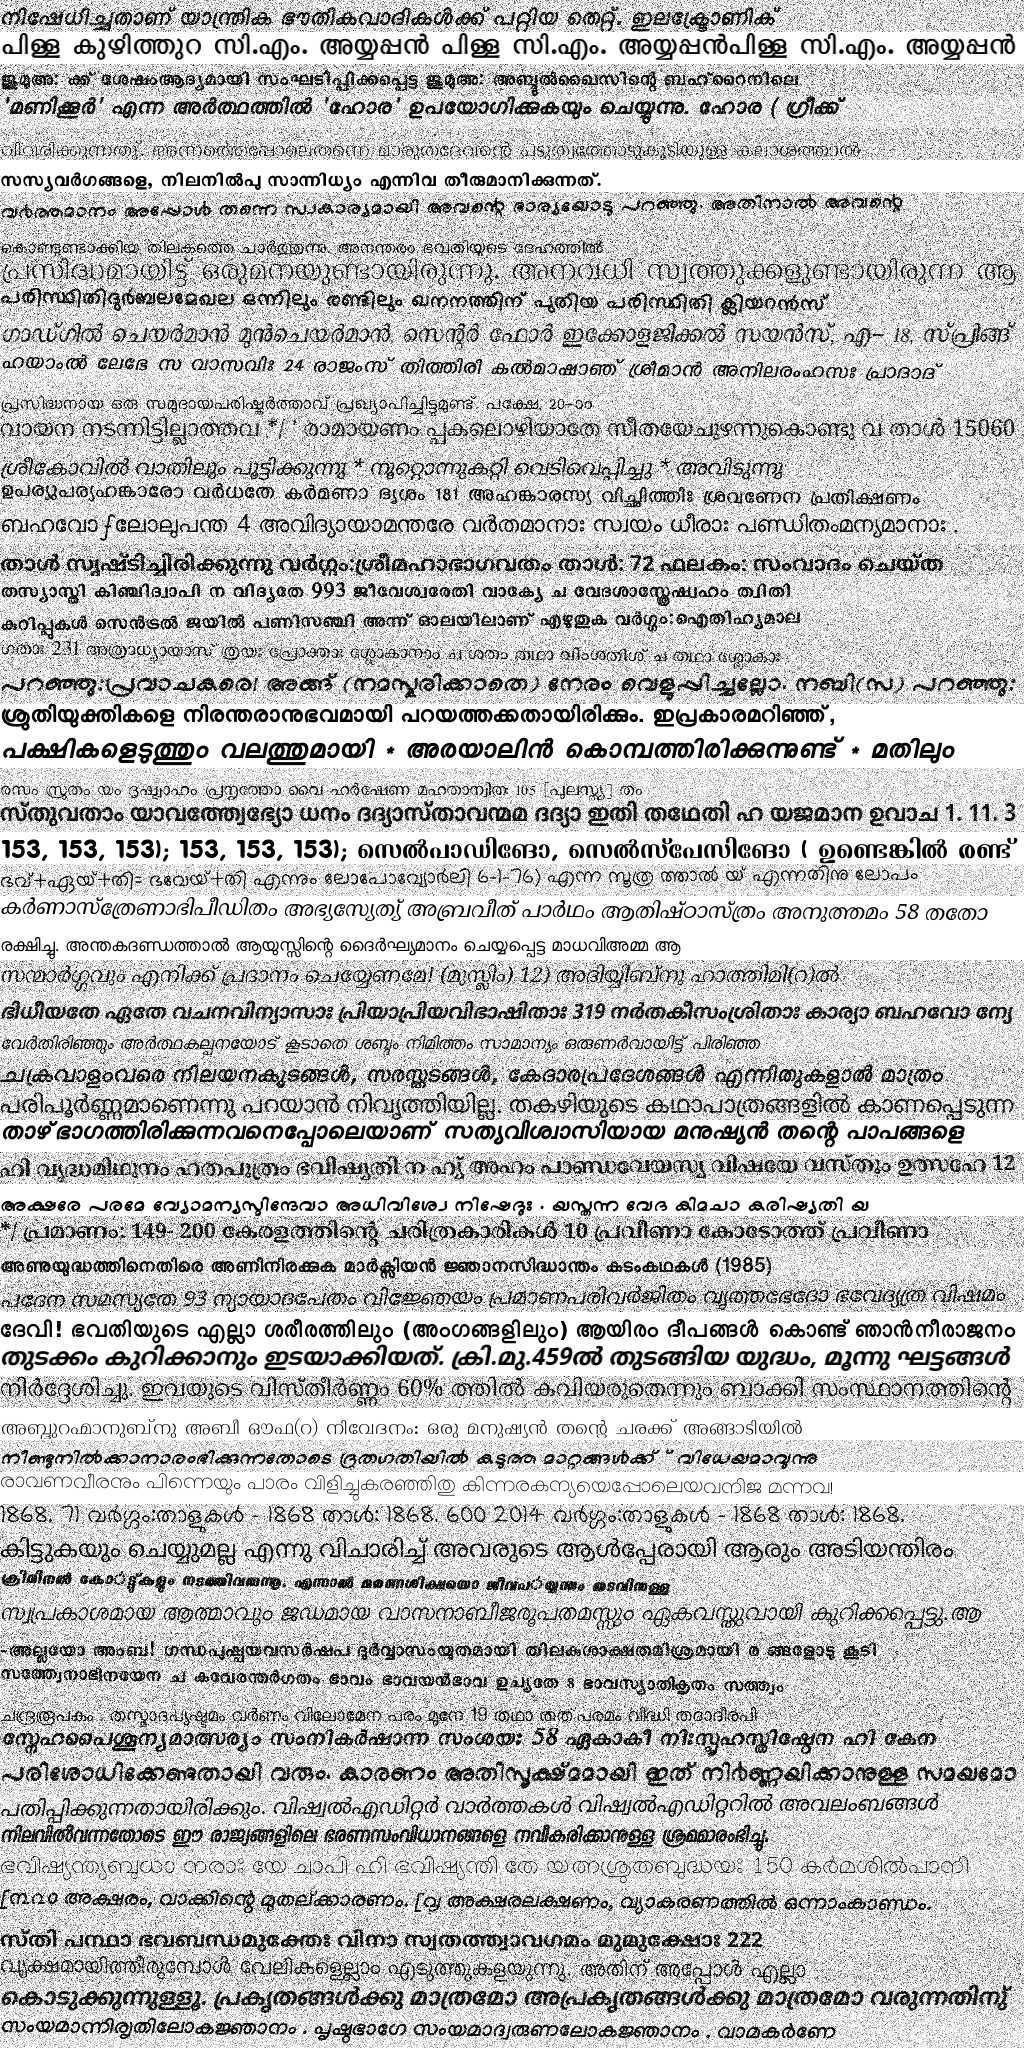 നിഷേധിച്ചതാണ് യാന്ത്രിക ഭൗതികവാദികൾക്ക് പറ്റിയ തെറ്റ്. ഇലക്ട്രോണിക്
പിള്ള കുഴിത്തുറ സി.എം. അയ്യപ്പൻ പിള്ള സി.എം. അയ്യപ്പൻപിള്ള സി.എം. അയ്യപ്പൻ
ജുമുഅ: ക്ക് ശേഷംആദ്യമായി സംഘടിപ്പിക്കപ്പെട്ട ജുമുഅ: അബ്ദുൽഖൈസിന്റെ ബഹ്റൈനിലെ
'മണിക്കൂർ' എന്ന അർത്ഥത്തിൽ 'ഹോര' ഉപയോഗിക്കുകയും ചെയ്യുന്നു. ഹോര ( ഗ്രീക്ക്
വിവരിക്കുന്നതു്. അന്നത്തെപ്പോലെതന്നെ മാരുതദേവന്റെ പടുത്വത്തോടുകൂടിയുള്ള കലാശത്താൽ
സസ്യവർഗങ്ങളെ, നിലനിൽപു സാന്നിധ്യം എന്നിവ തീരുമാനിക്കുന്നത്.
വർത്തമാനം അപ്പോൾ തന്നെ സ്വകാര്യമായി അവന്റെ ഭാര്യയോടു പറഞ്ഞു. അതിനാൽ അവന്റെ
കൊണ്ടുണ്ടാക്കിയ തിലകത്തെ ചാർത്തുന്നു. അനന്തരം ഭവതിയുടെ ദേഹത്തിൽ
പ്രസിദ്ധമായിട്ട് ഒരുമനയുണ്ടായിരുന്നു. അനവധി സ്വത്തുക്കളുണ്ടായിരുന്ന ആ
പരിസ്ഥിതിദുർബലമേഖല ഒന്നിലും രണ്ടിലും ഖനനത്തിന് പുതിയ പരിസ്ഥിതി ക്ലിയറൻസ്
ഗാഡ്ഗിൽ ചെയർമാൻ മുൻചെയർമാൻ, സെന്റർ ഫോർ ഇക്കോളജിക്കൽ സയൻസ്, എ– 18, സ്പ്രിങ്ങ്
ഹയാംൽ ലേഭേ സ വാസവിഃ 24 രാജംസ് തിത്തിരീ കൽമാഷാഞ് ശ്രീമാൻ അനിലരംഹസഃ പ്രാദാദ്
പ്രസിദ്ധനായ ഒരു സമുദായപരിഷ്കർത്താവ് പ്രഖ്യാപിച്ചിട്ടുമുണ്ട്. പക്ഷേ, 20-ാo
വായന നടന്നിട്ടില്ലാത്തവ */ ' രാമായണം പ്പകലൊഴിയാതേ സീതയേചുഴന്നുകൊണ്ടു വ താൾ 15060
ശ്രീകോവിൽ വാതിലും പൂട്ടിക്കുന്നു * നൂറ്റൊന്നുകുറ്റി വെടിവെപ്പിച്ചു * അവിടുന്നു
ഉപര്യുപര്യഹങ്കാരോ വർധതേ കർമണാ ദൃശം 181 അഹങ്കാരസ്യ വിച്ഛിത്തിഃ ശ്രവണേന പ്രതിക്ഷണം
ബഹവോ ƒലോലുപന്ത 4 അവിദ്യായാമന്തരേ വർതമാനാഃ സ്വയം ധീരാഃ പണ്ഡിതംമന്യമാനാഃ .
താൾ സൃഷ്ടിച്ചിരിക്കുന്നു വർഗ്ഗം:ശ്രീമഹാഭാഗവതം താൾ: 72 ഫലകം: സംവാദം ചെയ്ത
തസ്യാസ്തി കിഞ്ചിദ്വാപി ന വിദ്യതേ 993 ജീവേശ്വരേതി വാക്യേ ച വേദശാസ്ത്രേഷ്വഹം ത്വിതി
കുറിപ്പുകൾ സെൻട്രൽ ജയിൽ പണിസഞ്ചി അന്ന് ഓലയിലാണ് എഴുതുക വർഗ്ഗം:ഐതിഹ്യമാല
ഗതാഃ 231 അത്രാധ്യായാസ് ത്രയഃ പ്രോക്താഃ ശ്ലോകാനാം ച ശതം തഥാ വിംശതിശ് ച തഥാ ശ്ലോകാഃ
പറഞ്ഞു:പ്രവാചകരെ! അങ്ങ് (നമസ്കരിക്കാതെ) നേരം വെളുപ്പിച്ചല്ലോ. നബി(സ) പറഞ്ഞു:
ശ്രുതിയുക്തികളെ നിരന്തരാനുഭവമായി പറയത്തക്കതായിരിക്കും. ഇപ്രകാരമറിഞ്ഞ്,
പക്ഷികളെടുത്തും വലത്തുമായി * അരയാലിൻ കൊമ്പത്തിരിക്കുന്നുണ്ട് * മതിലും
രസം സ്രുതം യം ദൃഷ്ട്വാഹം പ്രനൃത്തോ വൈ ഹർഷേണ മഹതാന്വിതഃ 105 [പുലസ്ത്യ] തം
സ്തുവതാം യാവത്ത്വേഭ്യോ ധനം ദദ്യാസ്താവന്മമ ദദ്യാ ഇതി തഥേതി ഹ യജമാന ഉവാച 1. 11. 3
153, 153, 153); 153, 153, 153); സെൽപാഡിങോ, സെൽസ്പേസിങോ ( ഉണ്ടെങ്കിൽ രണ്ട്
ഭവ്+ഏയ്+തി= ഭവേയ്+തി എന്നും ലോപോവ്യോർലി 6-1-76) എന്ന സൂത്ര ത്താൽ യ് എന്നതിനു ലോപം
കർണാസ്ത്രേണാഭിപീഡിതം അഭ്യസ്യേത്യ് അബ്രവീത് പാർഥം ആതിഷ്ഠാസ്ത്രം അനുത്തമം 58 തതോ
രക്ഷിച്ചു. അന്തകദണ്ഡത്താൽ ആയുസ്സിന്റെ ദൈർഘ്യമാനം ചെയ്യപ്പെട്ട മാധവിഅമ്മ ആ
സന്മാർഗ്ഗവും എനിക്ക് പ്രദാനം ചെയ്യേണമേ! (മുസ്ലിം) 12) അദിയ്യിബ്നു ഹാത്തിമി(റ)ൽ
ഭിധീയതേ ഏതേ വചനവിന്യാസാഃ പ്രിയാപ്രിയവിഭാഷിതാഃ 319 നർതകീസംശ്രിതാഃ കാര്യാ ബഹവോ ന്യേ
വേർതിരിഞ്ഞും അർത്ഥകല്പനയോട് കൂടാതെ ശബ്ദം നിമിത്തം സാമാന്യം ഒരുണർവായിട്ട് പിരിഞ്ഞ
ചക്രവാളംവരെ നിലയനകൂടങ്ങൾ, സരസ്തടങ്ങൾ, കേദാരപ്രദേശങ്ങൾ എന്നിതുകളാൽ മാത്രം
പരിപൂർണ്ണമാണെന്നു പറയാൻ നിവൃത്തിയില്ല. തകഴിയുടെ കഥാപാത്രങ്ങളിൽ കാണപ്പെടുന്ന
താഴ് ഭാഗത്തിരിക്കുന്നവനെപ്പോലെയാണ് സത്യവിശ്വാസിയായ മനുഷ്യൻ തന്റെ പാപങ്ങളെ
ഹി വൃദ്ധമിഥുനം ഹതപുത്രം ഭവിഷ്യതി ന ഹ്യ് അഹം പാണ്ഡവേയസ്യ വിഷയേ വസ്തും ഉത്സഹേ 12
അക്ഷരേ പരമേ വ്യോമന്യസ്മിന്ദേവാ അധിവിശ്വേ നിഷേദുഃ . യസ്തന്ന വേദ കിമൃചാ കരിഷ്യതി യ
*/ പ്രമാണം: 149- 200 കേരളത്തിന്റെ ചരിത്രകാരികൾ 10 പ്രവീണാ കോടോത്ത് പ്രവീണാ
അണുയുദ്ധത്തിനെതിരെ അണിനിരക്കുക മാർക്സിയൻ ജ്ഞാനസിദ്ധാന്തം കടംകഥകൾ (1985)
പദേന സമസ്യതേ 93 ന്യായാദപേതം വിജ്ഞേയം പ്രമാണപരിവർജിതം വൃത്തഭേദോ ഭവേദ്യത്ര വിഷമം
ദേവി! ഭവതിയുടെ എല്ലാ ശരീരത്തിലും (അംഗങ്ങളിലും) ആയിരം ദീപങ്ങൾ കൊണ്ട് ഞാൻനീരാജനം
തുടക്കം കുറിക്കാനും ഇടയാക്കിയത്. ക്രി.മു.459ൽ തുടങ്ങിയ യുദ്ധം, മൂന്നു ഘട്ടങ്ങൾ
നിർദ്ദേശിച്ചു. ഇവയുടെ വിസ്തീർണ്ണം 60% ത്തിൽ കവിയരുതെന്നും ബാക്കി സംസ്ഥാനത്തിന്റെ
അബ്ദുറഹ്മാനുബ്നു അബീ ഔഫ(റ) നിവേദനം: ഒരു മനുഷ്യൻ തന്റെ ചരക്ക് അങ്ങാടിയിൽ
നിണ്ടുനിൽക്കാനാരംഭിക്കുന്നതോടെ ദ്രുതഗതിയിൽ കടുത്ത മാറ്റങ്ങൾക്ക് ് വിധേയമാവുന്നു
രാവണവീരനും പിന്നെയും പാരം വിളിച്ചുകരഞ്ഞിതു കിന്നരകന്യയെപ്പോലെയവനിജ മന്നവ
1868. 71 വർഗ്ഗം:താളുകൾ - 1868 താൾ: 1868. 600 2014 വർഗ്ഗം:താളുകൾ - 1868 താൾ: 1868.
കിട്ടുകയും ചെയ്യുമല്ല എന്നു വിചാരിച്ച് അവരുടെ ആൾപ്പേരായി ആരും അടിയന്തിരം
ക്രിമിനൽ നടത്തിവരുന്നു. എന്നാൽ മരണശിക്ഷയൊ തടവിനുള്ള
സ്വപ്രകാശമായ ആത്മാവും ജഡമായ വാസനാബീജരൂപതമസ്സും ഏകവസ്തുവായി കുറിക്കപ്പെട്ടു.ആ
-അല്ലയോ അംബ! ഗന്ധപുഷ്പയവസർഷപ ദൂർവ്വാസംയുതമായി തിലകുശാക്ഷതമിശ്രമായി ര ങ്ങളോടു കൂടി
സത്ത്വേനാഭിനയേന ച കവേരന്തർഗതം ഭാവം ഭാവയൻഭാവ ഉച്യതേ 8 ഭാവസ്യാതികൃതം സത്ത്വം
ചന്ദ്രരൂപകം . തസ്മാദപ്യഷ്ടമം വർണം വിലോമേന പരം മുനേ 19 തഥാ തത് പരമം വിദ്ധി തദാദീരപി
സ്നേഹപൈശൂന്യമാത്സര്യം സംനികർഷാന്ന സംശയഃ 58 ഏകാകീ നിഃസ്പൃഹസ്തിഷ്ഠേന ഹി കേന
പരിശോധിക്കേണ്ടതായി വരും. കാരണം അതിസൂക്ഷ്മമായി ഇത് നിർണ്ണയിക്കാനുള്ള സമയമോ
പതിപ്പിക്കുന്നതായിരിക്കും. വിഷ്വൽഎഡിറ്റർ വാർത്തകൾ വിഷ്വൽഎഡിറ്ററിൽ അവലംബങ്ങൾ
നിലവിൽവന്നതോടെ ഈ രാജ്യങ്ങളിലെ ഭരണസംവിധാനങ്ങളെ നവീകരിക്കാനുള്ള ശ്രമമാരംഭിച്ചു.
ഭവിഷ്യന്ത്യബുധാ നരാഃ യേ ചാപി ഹി ഭവിഷ്യന്തി തേ യത്നശ്രുതബുദ്ധയഃ 150 കർമശിൽപാനി
[ന.വ.o അക്ഷരം, വാക്കിന്റെ മുതല്ക്കാരണം. [വൃ അക്ഷരലക്ഷണം, വ്യാകരണത്തിൽ ഒന്നാംകാണ്ഡം.
സ്തി പന്ഥാ ഭവബന്ധമുക്തേഃ വിനാ സ്വതത്ത്വാവഗമം മുമുക്ഷോഃ 222
വ്യക്ഷമായിത്തീരുമ്പോൾ, വേലികളെല്ലാം എടുത്തുകളയുന്നു, അതിന് അപ്പോൾ എല്ലാ
കൊടുക്കുന്നുള്ളൂ. പ്രകൃതങ്ങൾക്കു മാത്രമോ അപ്രകൃതങ്ങൾക്കു മാത്രമോ വരുന്നതിനു്
സംയമാന്നിരൃതിലോകജ്ഞാനം . പൃഷ്ഠഭാഗേ സംയമാദ്വരുണലോകജ്ഞാനം . വാമകർണേ